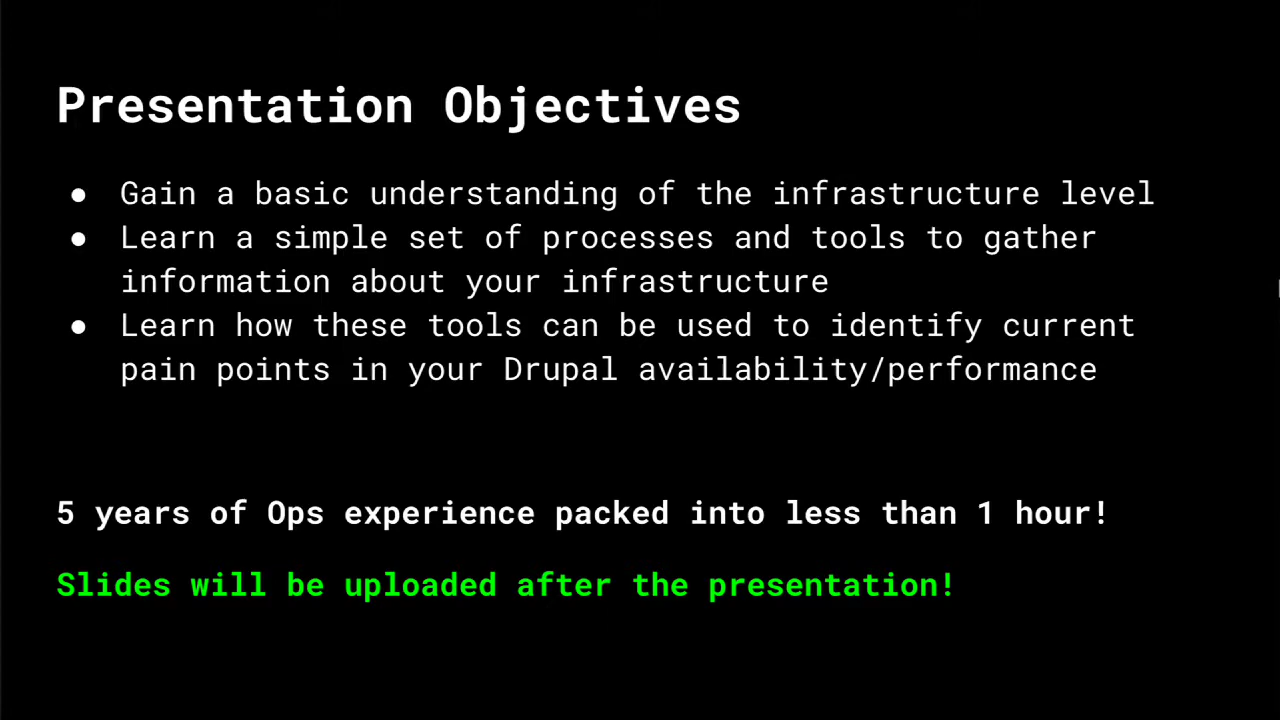 Presentation Objectives
● Gain a basic understanding of the infrastructure level
● Learn a simple set of processes and tools to gather
information about your infrastructure
● Learn how these tools can be used to identify current
pain points in your Drupal availability/performance
5 years of Ops experience packed into less than 1 hour!
Slides will be uploaded after the presentation!